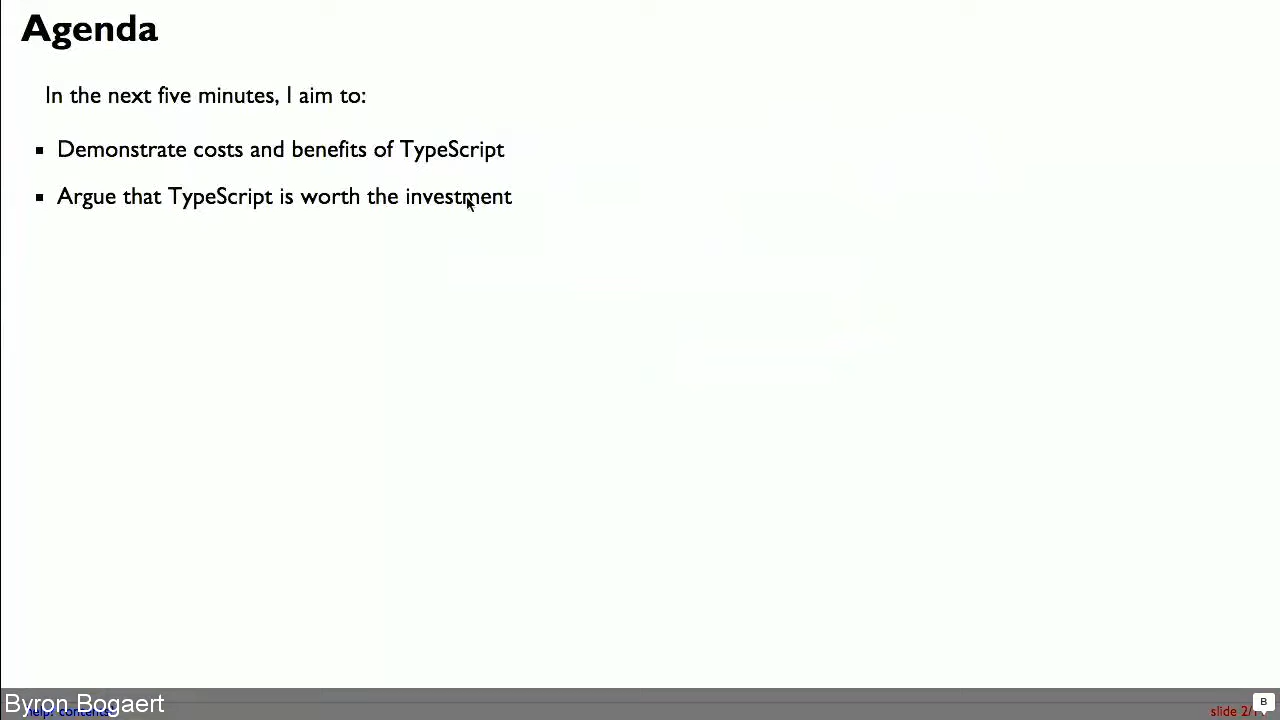 Agenda
In the next five minutes, I aim to:
Demonstrate costs and benefits of TypeScript
Argue that TypeScript is worth the investment
Byron Bogaert
help? contents
slide 2/
B